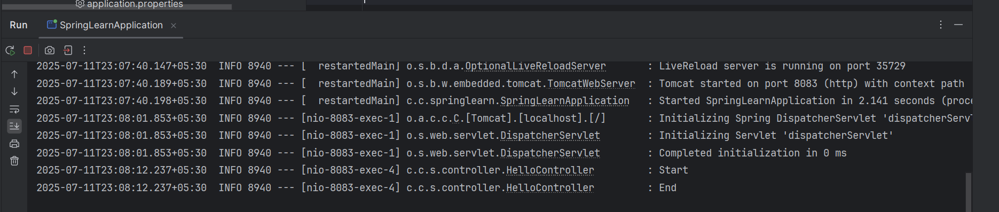 application.properties
Run SpringLearnApplication
2025-07-11T23:07:40.147+05:30 INFO 8940 --- [ restartedMain] o.s.b.d.a.OptionalLiveReloadServer : LiveReload server is running on port 35729
2025-07-11T23:07:40.189+05:30 INFO 8940 --- [ restartedMain] o.s.b.w.embedded.tomcat.TomcatWebServer : Tomcat started on port 8083 (http) with context path
2025-07-11T23:07:40.198+05:30 INFO 8940 --- [ restartedMain] c.c.springlearn.SpringLearnApplication : Started SpringLearnApplication in 2.141 seconds (proce
2025-07-11T23:08:01.853+05:30 INFO 8940 --- [nio-8083-exec-1] o.a.c.c.C.[Tomcat].[localhost].[/] : Initializing Spring DispatcherServlet 'dispatcherServl
2025-07-11T23:08:01.853+05:30 INFO 8940 --- [nio-8083-exec-1] o.s.web.servlet.DispatcherServlet : Initializing Servlet 'dispatcherServlet'
2025-07-11T23:08:01.853+05:30 INFO 8940 --- [nio-8083-exec-1] o.s.web.servlet.DispatcherServlet : Completed initialization in 0 ms
2025-07-11T23:08:12.237+05:30 INFO 8940 --- [nio-8083-exec-4] c.c.s.controller.HelloController : Start
2025-07-11T23:08:12.237+05:30 INFO 8940 --- [nio-8083-exec-4] c.c.s.controller.HelloController : End